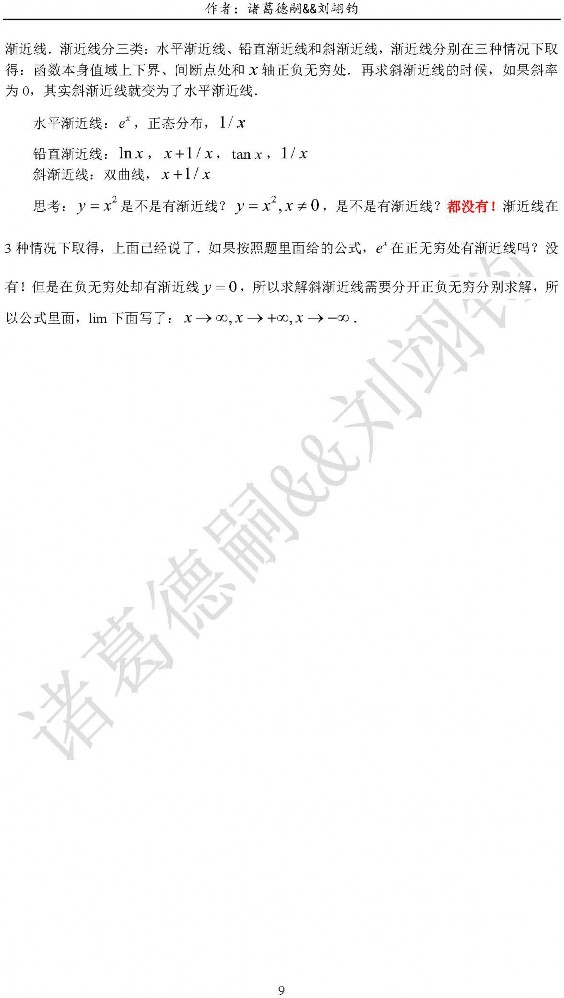 作者：诸葛德嗣&&刘翊钧
渐近线．渐近线分三类：水平渐近线、铅直渐近线和斜渐近线，渐近线分别在三种情况下取
得：函数本身值域上下界、间断点处和 x 轴正负无穷处．再求斜渐近线的时候，如果斜率
为 0，其实斜渐近线就变为了水平渐近线．
水平渐近线：eˣ，正态分布，1/x
铅直渐近线：ln x，x+1/x，tan x，1/x
斜渐近线：双曲线，x+1/x
思考：y = x² 是不是有渐近线？y = x², x ≠ 0，是不是有渐近线？都没有！渐近线在
3 种情况下取得，上面已经说了．如果按照题里面给的公式，eˣ 在正无穷处有渐近线吗？没
有！但是在负无穷处却有渐近线 y = 0，所以求解斜渐近线需要分开正负无穷分别求解，所
以公式里面，lim 下面写了：x → ∞, x → +∞, x → −∞．
诸葛德嗣&&刘翊钧
9